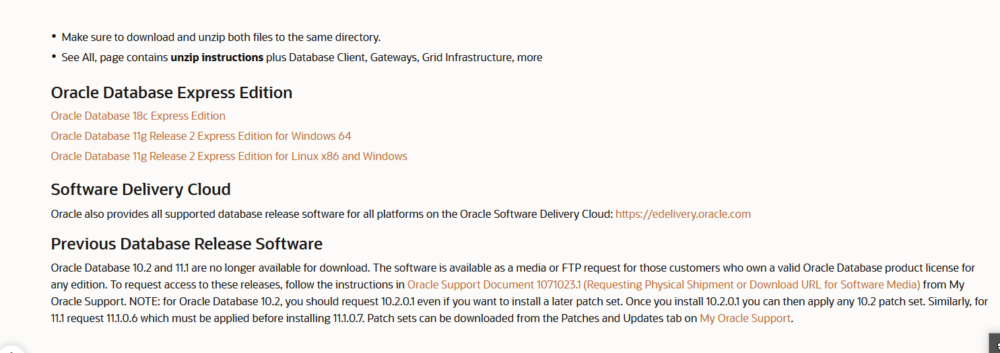 • Make sure to download and unzip both files to the same directory.
• See All, page contains unzip instructions plus Database Client, Gateways, Grid Infrastructure, more
Oracle Database Express Edition
Oracle Database 18c Express Edition
Oracle Database 11g Release 2 Express Edition for Windows 64
Oracle Database 11g Release 2 Express Edition for Linux x86 and Windows
Software Delivery Cloud
Oracle also provides all supported database release software for all platforms on the Oracle Software Delivery Cloud: https://edelivery.oracle.com
Previous Database Release Software
Oracle Database 10.2 and 11.1 are no longer available for download. The software is available as a media or FTP request for those customers who own a valid Oracle Database product license for
any edition. To request access to these releases, follow the instructions in Oracle Support Document 1071023.1 (Requesting Physical Shipment or Download URL for Software Media) from My
Oracle Support. NOTE: for Oracle Database 10.2, you should request 10.2.0.1 even if you want to install a later patch set. Once you install 10.2.0.1 you can then apply any 10.2 patch set. Similarly, for
11.1 request 11.1.0.6 which must be applied before installing 11.1.0.7. Patch sets can be downloaded from the Patches and Updates tab on My Oracle Support.